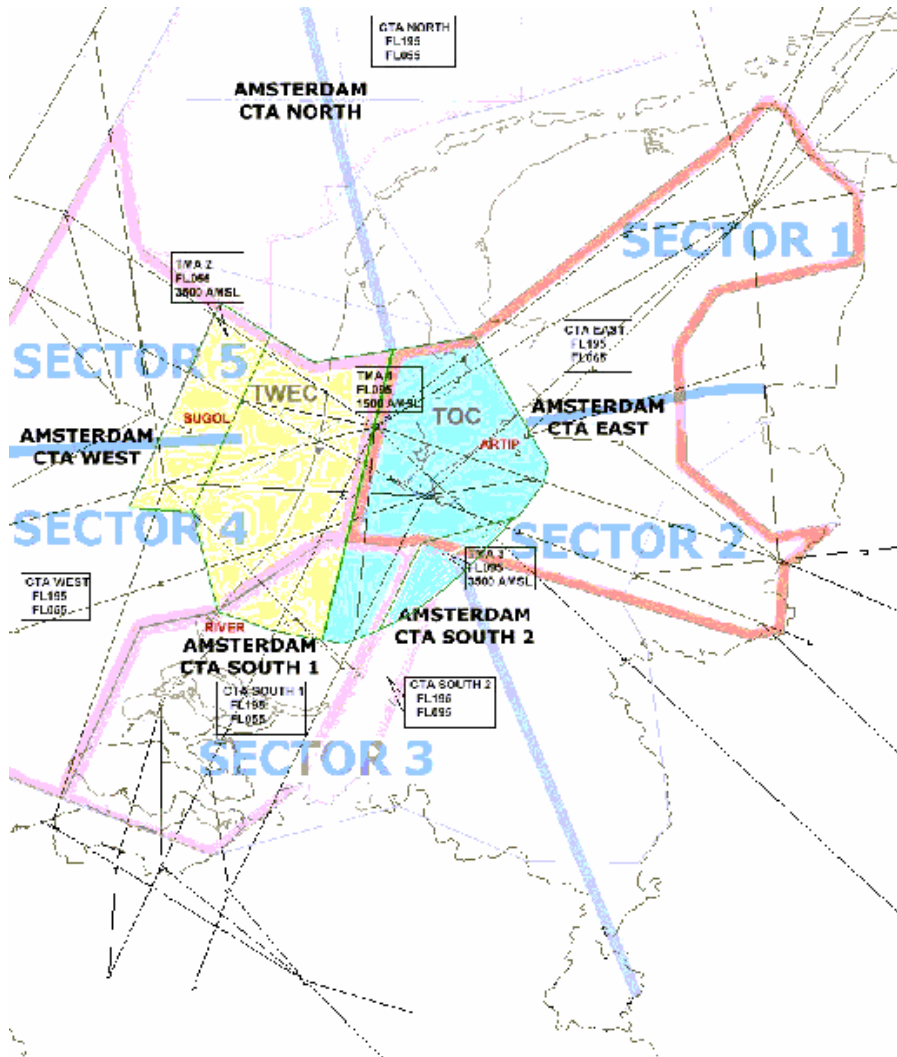 CTA NORTH
FL195
FL055
AMSTERDAM
CTA NORTH
SECTOR 1
TMA 2
FL055
3500 AMSL
CTA EAST
FL195
FL065
SECTOR 5
TMA 1
FL095
1500 AMSL
TWEC
TOC
SUGOL
AMSTERDAM
CTA EAST
AMSTERDAM
CTA WEST
ARTIP
SECTOR 4
SECTOR 2
TMA 3
FL095
3500 AMSL
CTA WEST
FL195
FL055
RIVER
AMSTERDAM
CTA SOUTH 2
AMSTERDAM
CTA SOUTH 1
CTA SOUTH 1
FL195
FL055
CTA SOUTH 2
FL195
FL095
SECTOR 3